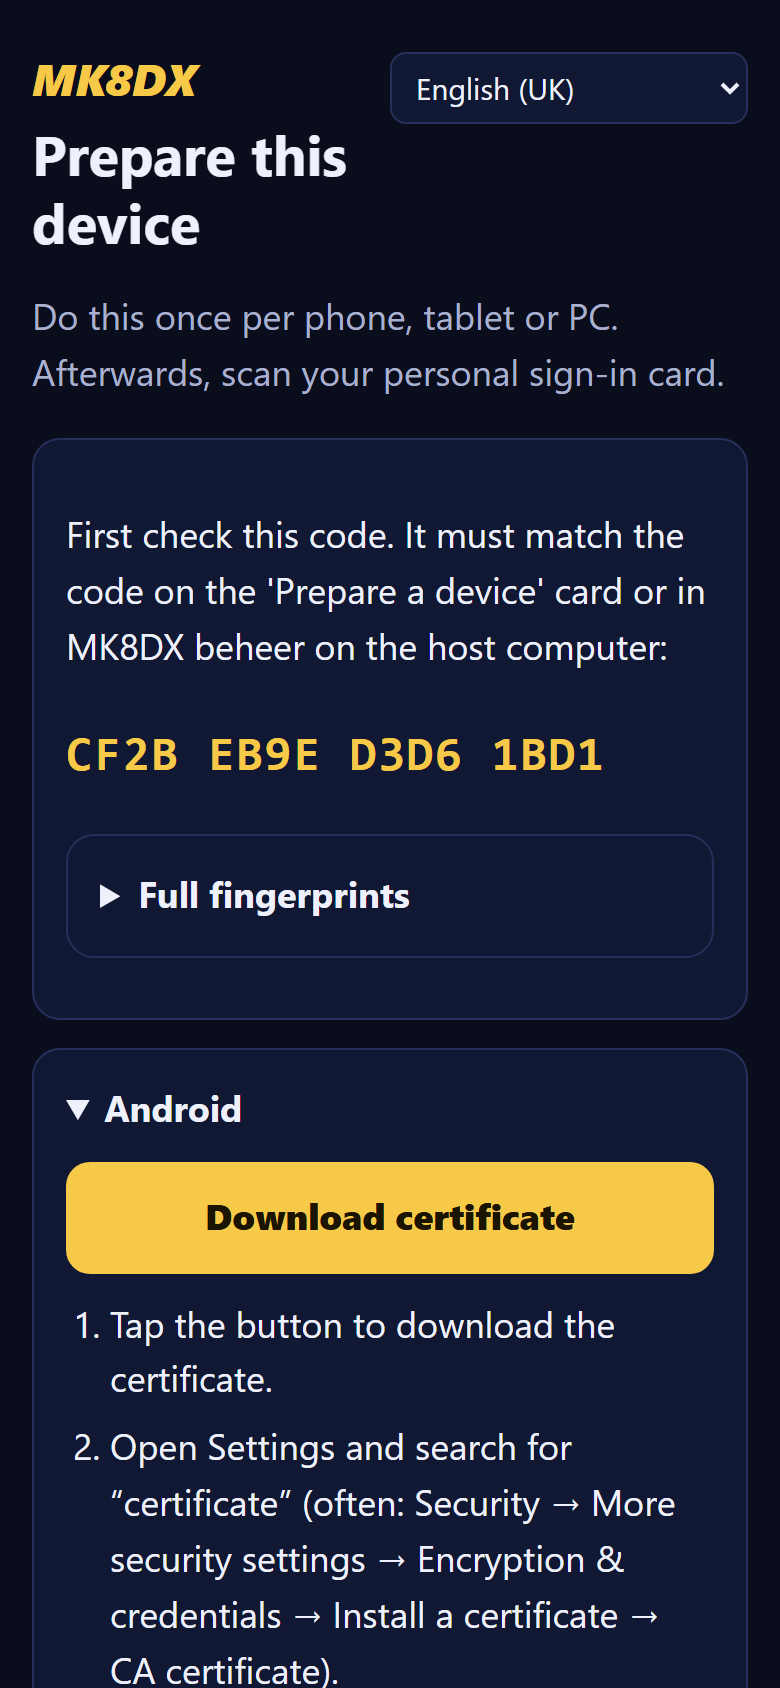 MK8DX
English (UK)
Prepare this
device
Do this once per phone, tablet or PC.
Afterwards, scan your personal sign-in card.
First check this code. It must match the
code on the 'Prepare a device' card or in
MK8DX beheer on the host computer:
CF2B EB9E D3D6 1BD1
Full fingerprints
Android
Download certificate
1. Tap the button to download the
certificate.
2. Open Settings and search for
“certificate” (often: Security → More
security settings → Encryption &
credentials → Install a certificate →
CA certificate).